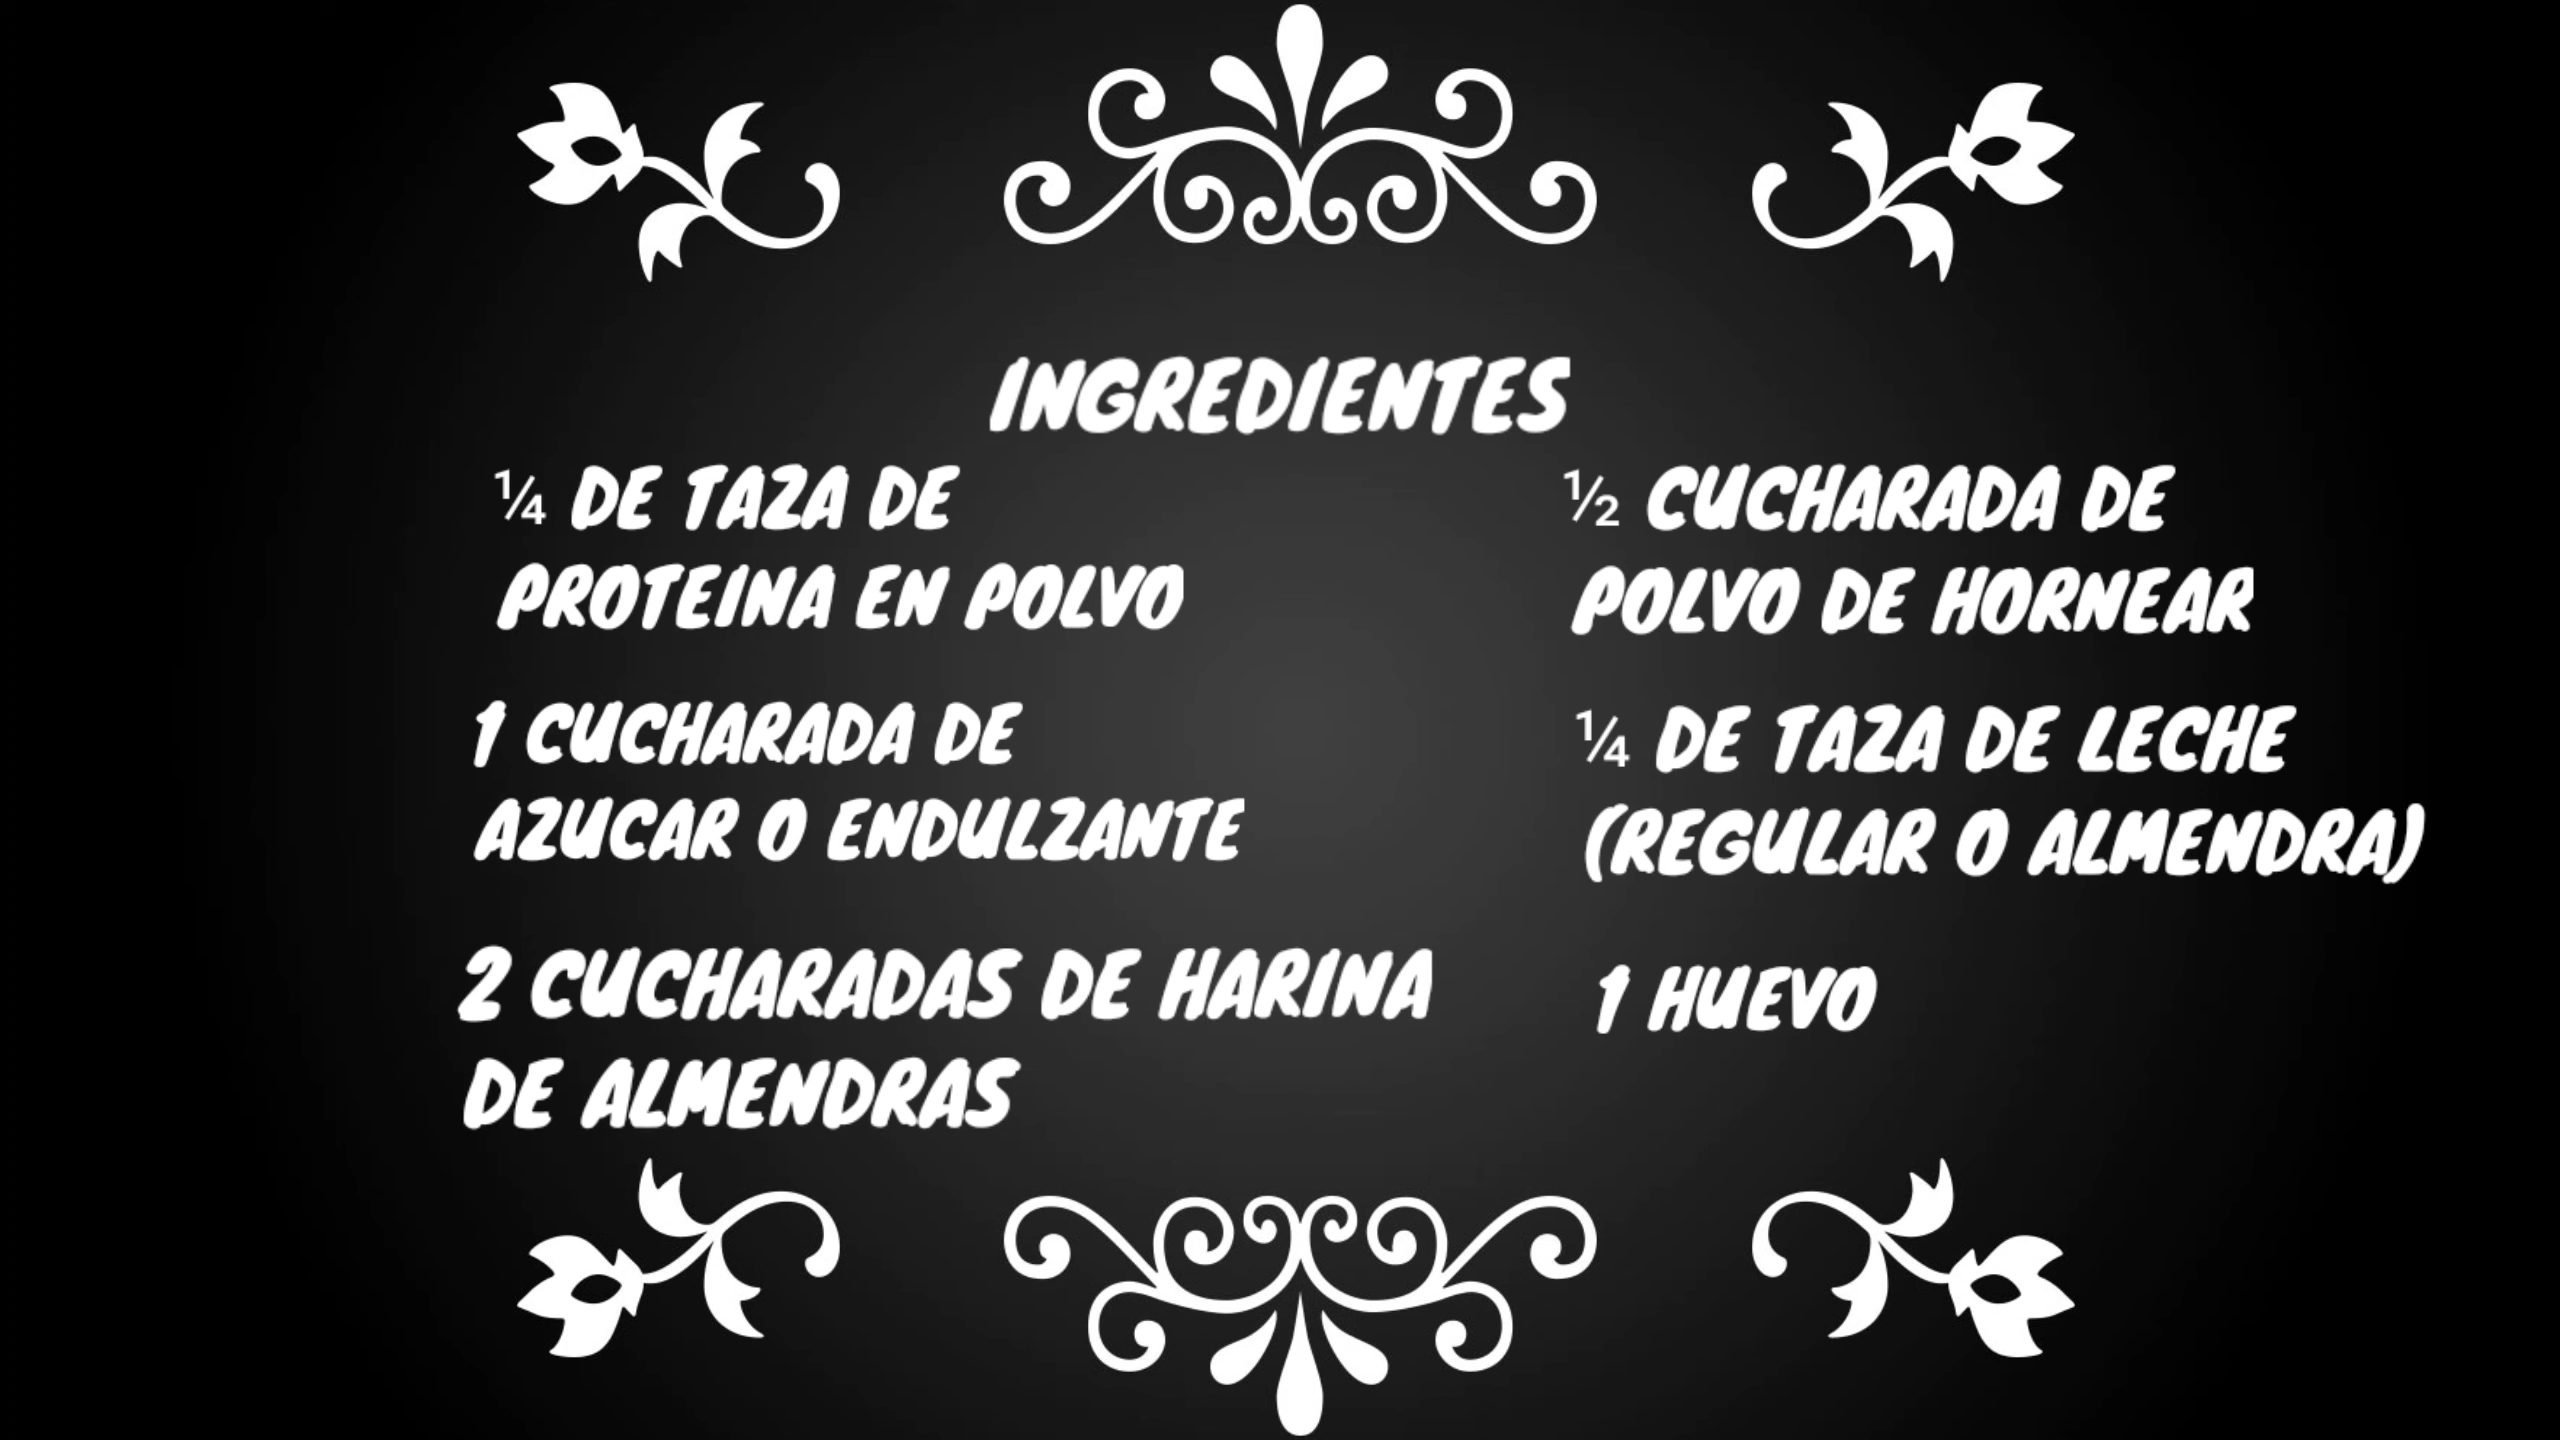 INGREDIENTES
¼ DE TAZA DE
PROTEINA EN POLVO
1 CUCHARADA DE
AZUCAR O ENDULZANTE
2 CUCHARADAS DE HARINA
DE ALMENDRAS
½ CUCHARADA DE
POLVO DE HORNEAR
¼ DE TAZA DE LECHE
(REGULAR O ALMENDRA)
1 HUEVO